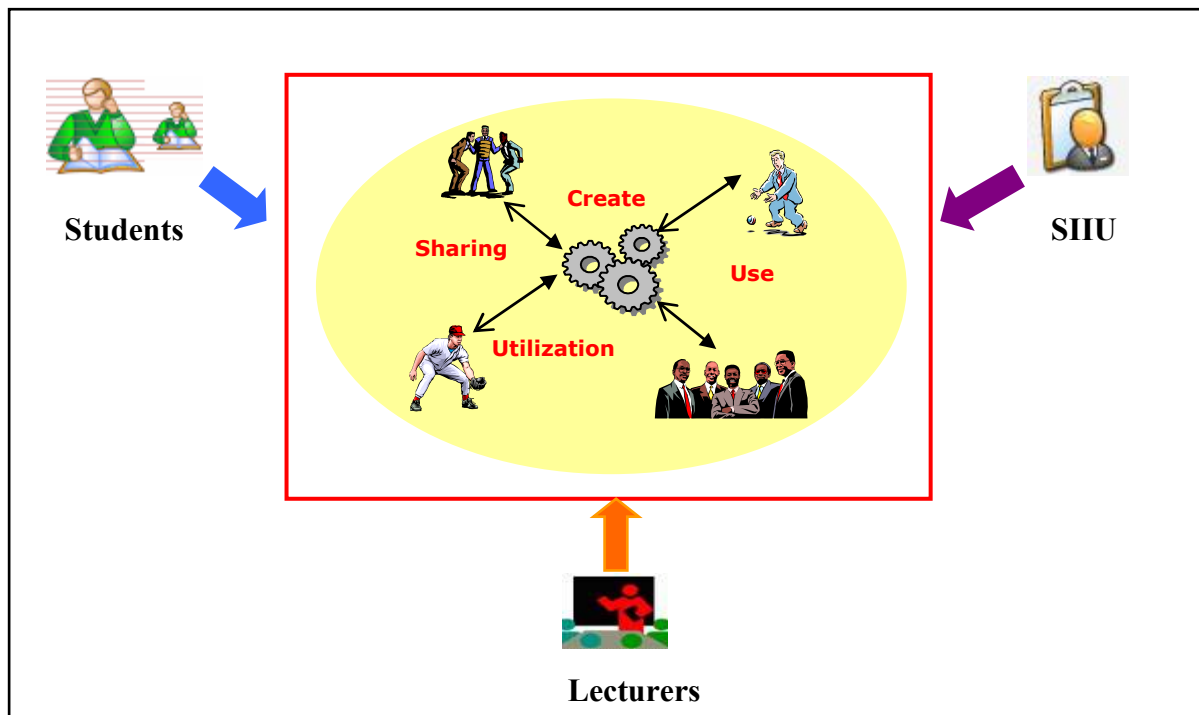 Create
Students
Sharing
SIIU
Use
Utilization
Lecturers